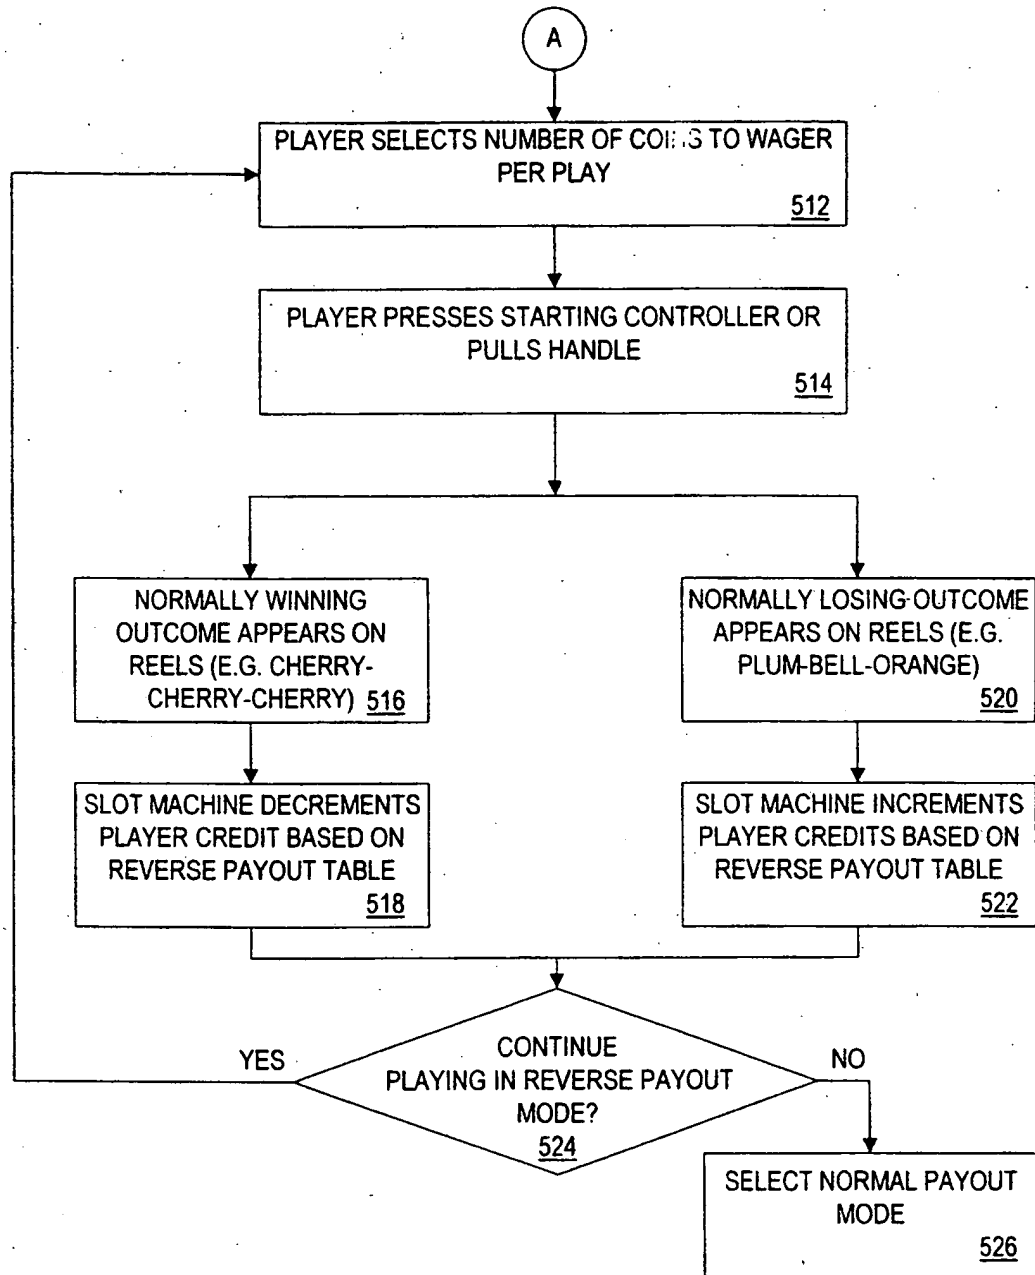 A
PLAYER SELECTS NUMBER OF TO WAGER
PER PLAY
512
PLAYER PRESSES STARTING CONTROLLER OR
PULLS HANDLE
514
NORMALLY WINNING
OUTCOME APPEARS ON
REELS (E.G. CHERRY-
CHERRY-CHERRY) 516
NORMALLY LOSING-OUTCOME
APPEARS ON REELS (E.G.
PLUM-BELL-ORANGE)
520
SLOT MACHINE DECREMENTS
PLAYER CREDIT BASED ON
REVERSE PAYOUT TABLE
518
SLOT MACHINE INCREMENTS
PLAYER CREDITS BASED ON
REVERSE PAYOUT TABLE
522
YES
CONTINUE
PLAYING IN REVERSE PAYOUT
MODE?
524
NO
SELECT NORMAL PAYOUT
MODE
526